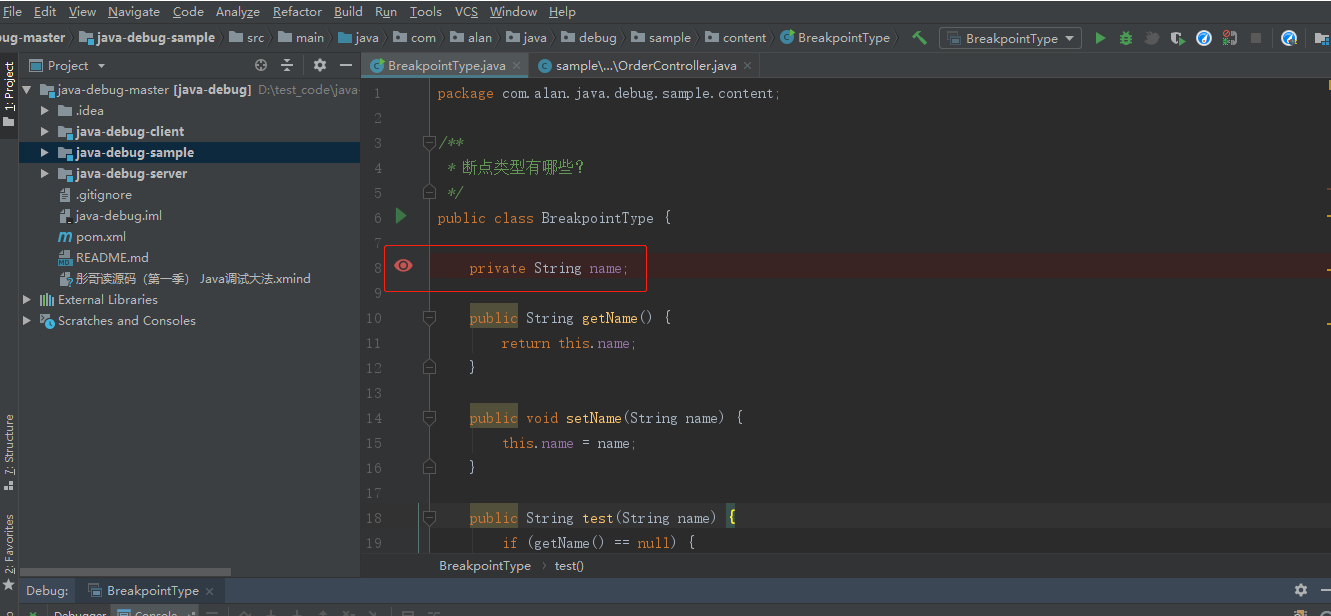 File Edit View Navigate Code Analyze Refactor Build Run Tools VCS Window Help
ug-master java-debug-sample src main java com alan java debug sample content BreakpointType BreakpointType
1: Project
Project
BreakpointType.java sample\...\OrderController.java
java-debug-master [java-debug] D:\test_code\java-
.idea
java-debug-client
java-debug-sample
java-debug-server
.gitignore
java-debug.iml
pom.xml
README.md
彤哥读源码（第一季） Java调试大法.xmind
External Libraries
Scratches and Consoles
7: Structure
2: Favorites
1 package com.alan.java.debug.sample.content;
2
3 /**
4 * 断点类型有哪些？
5 */
6 public class BreakpointType {
7
8 private String name;
9
10 public String getName() {
11 return this.name;
12 }
13
14 public void setName(String name) {
15 this.name = name;
16 }
17
18 public String test(String name) {
19 if (getName() == null) {
BreakpointType › test()
Debug: BreakpointType
Debugger Console